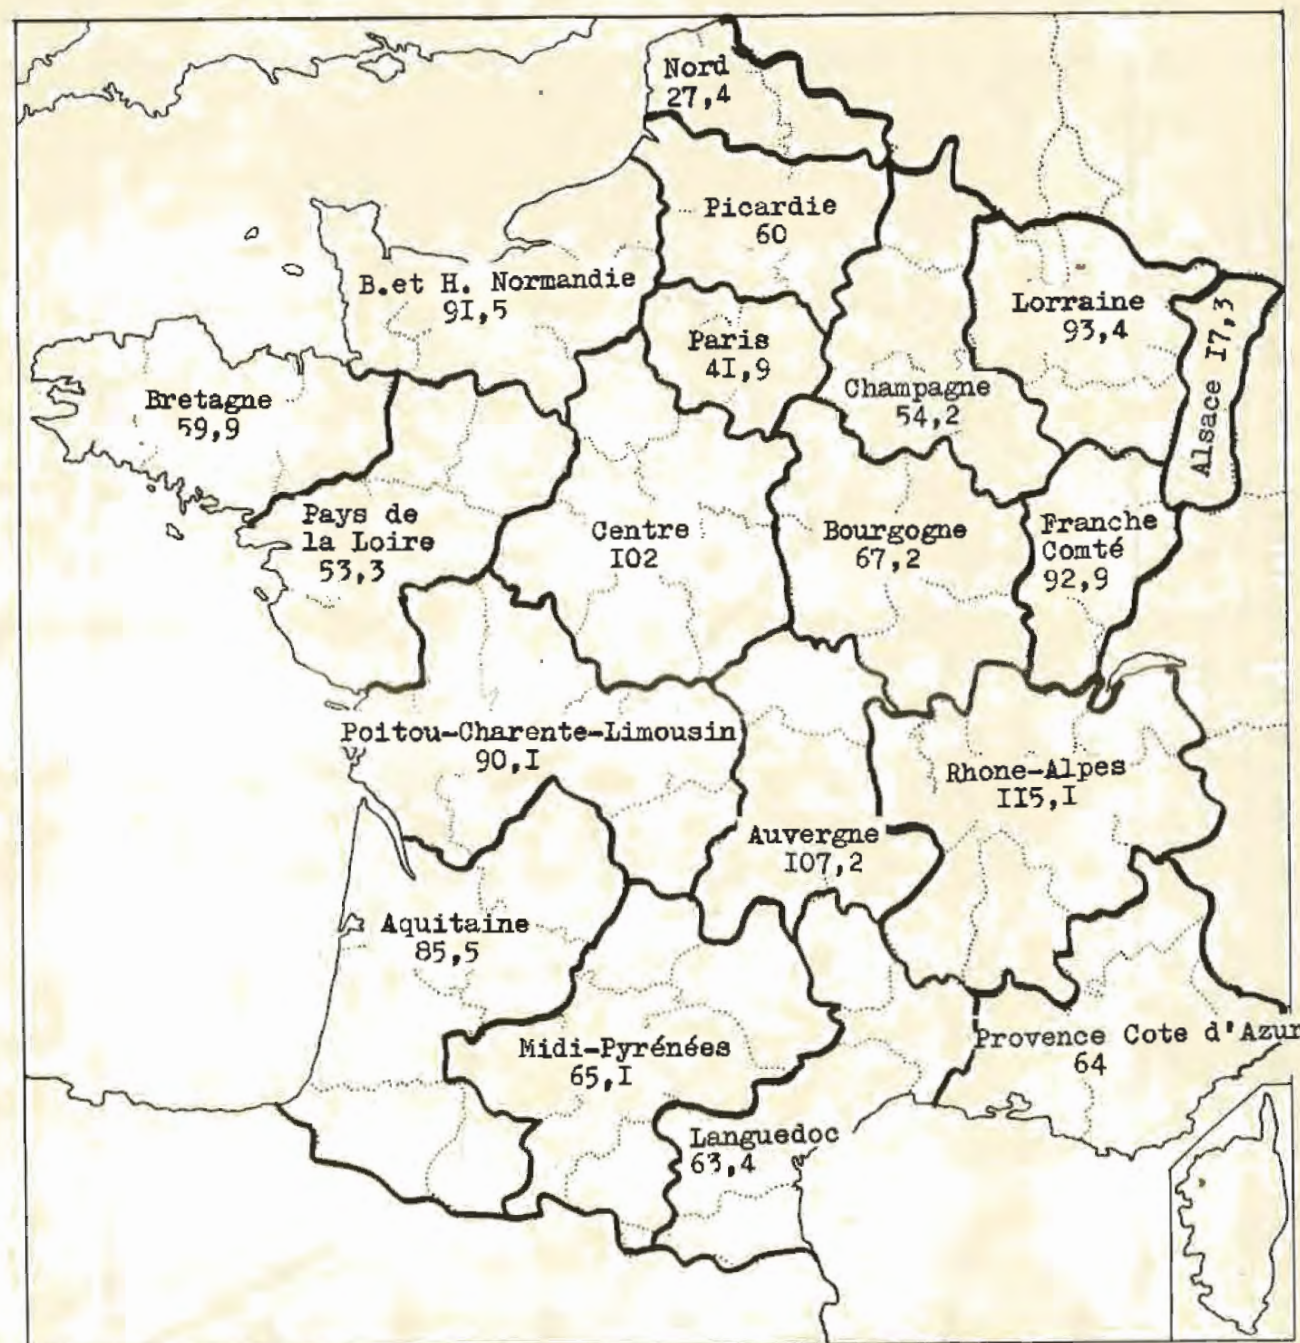 Nord
27,4
Picardie
60
B.et H. Normandie
9I,5
Paris
4I,9
Lorraine
93,4
Alsace I7,3
Champagne
54,2
Bretagne
59,9
Pays de
la Loire
53,3
Centre
I02
Bourgogne
67,2
Franche
Comté
92,9
Poitou-Charente-Limousin
90,I
Rhone-Alpes
II5,I
Auvergne
I07,2
Aquitaine
85,5
Midi-Pyrénées
65,I
Provence Cote d'Azur
64
Languedoc
63,4